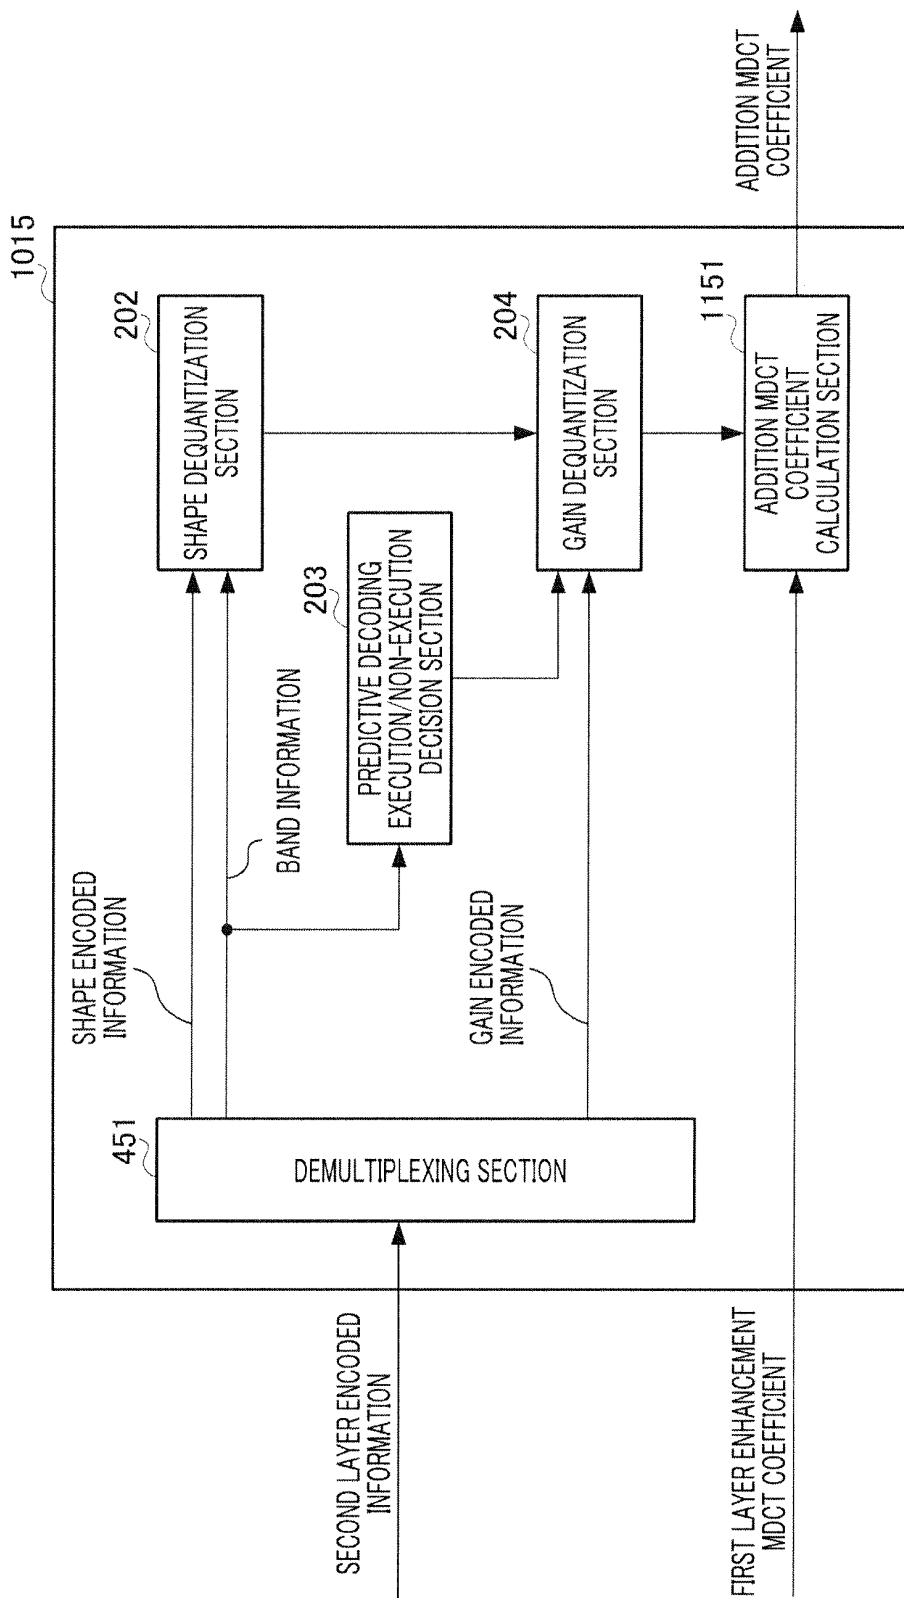 1015
202
SHAPE DEQUANTIZATION
SECTION
204
GAIN DEQUANTIZATION
SECTION
1151
ADDITION MDCT
COEFFICIENT
CALCULATION SECTION
ADDITION MDCT
COEFFICIENT
203
PREDICTIVE DECODING
EXECUTION/NON-EXECUTION
DECISION SECTION
BAND INFORMATION
SHAPE ENCODED
INFORMATION
GAIN ENCODED
INFORMATION
451
DEMULTIPLEXING SECTION
SECOND LAYER ENCODED
INFORMATION
FIRST LAYER ENHANCEMENT
MDCT COEFFICIENT